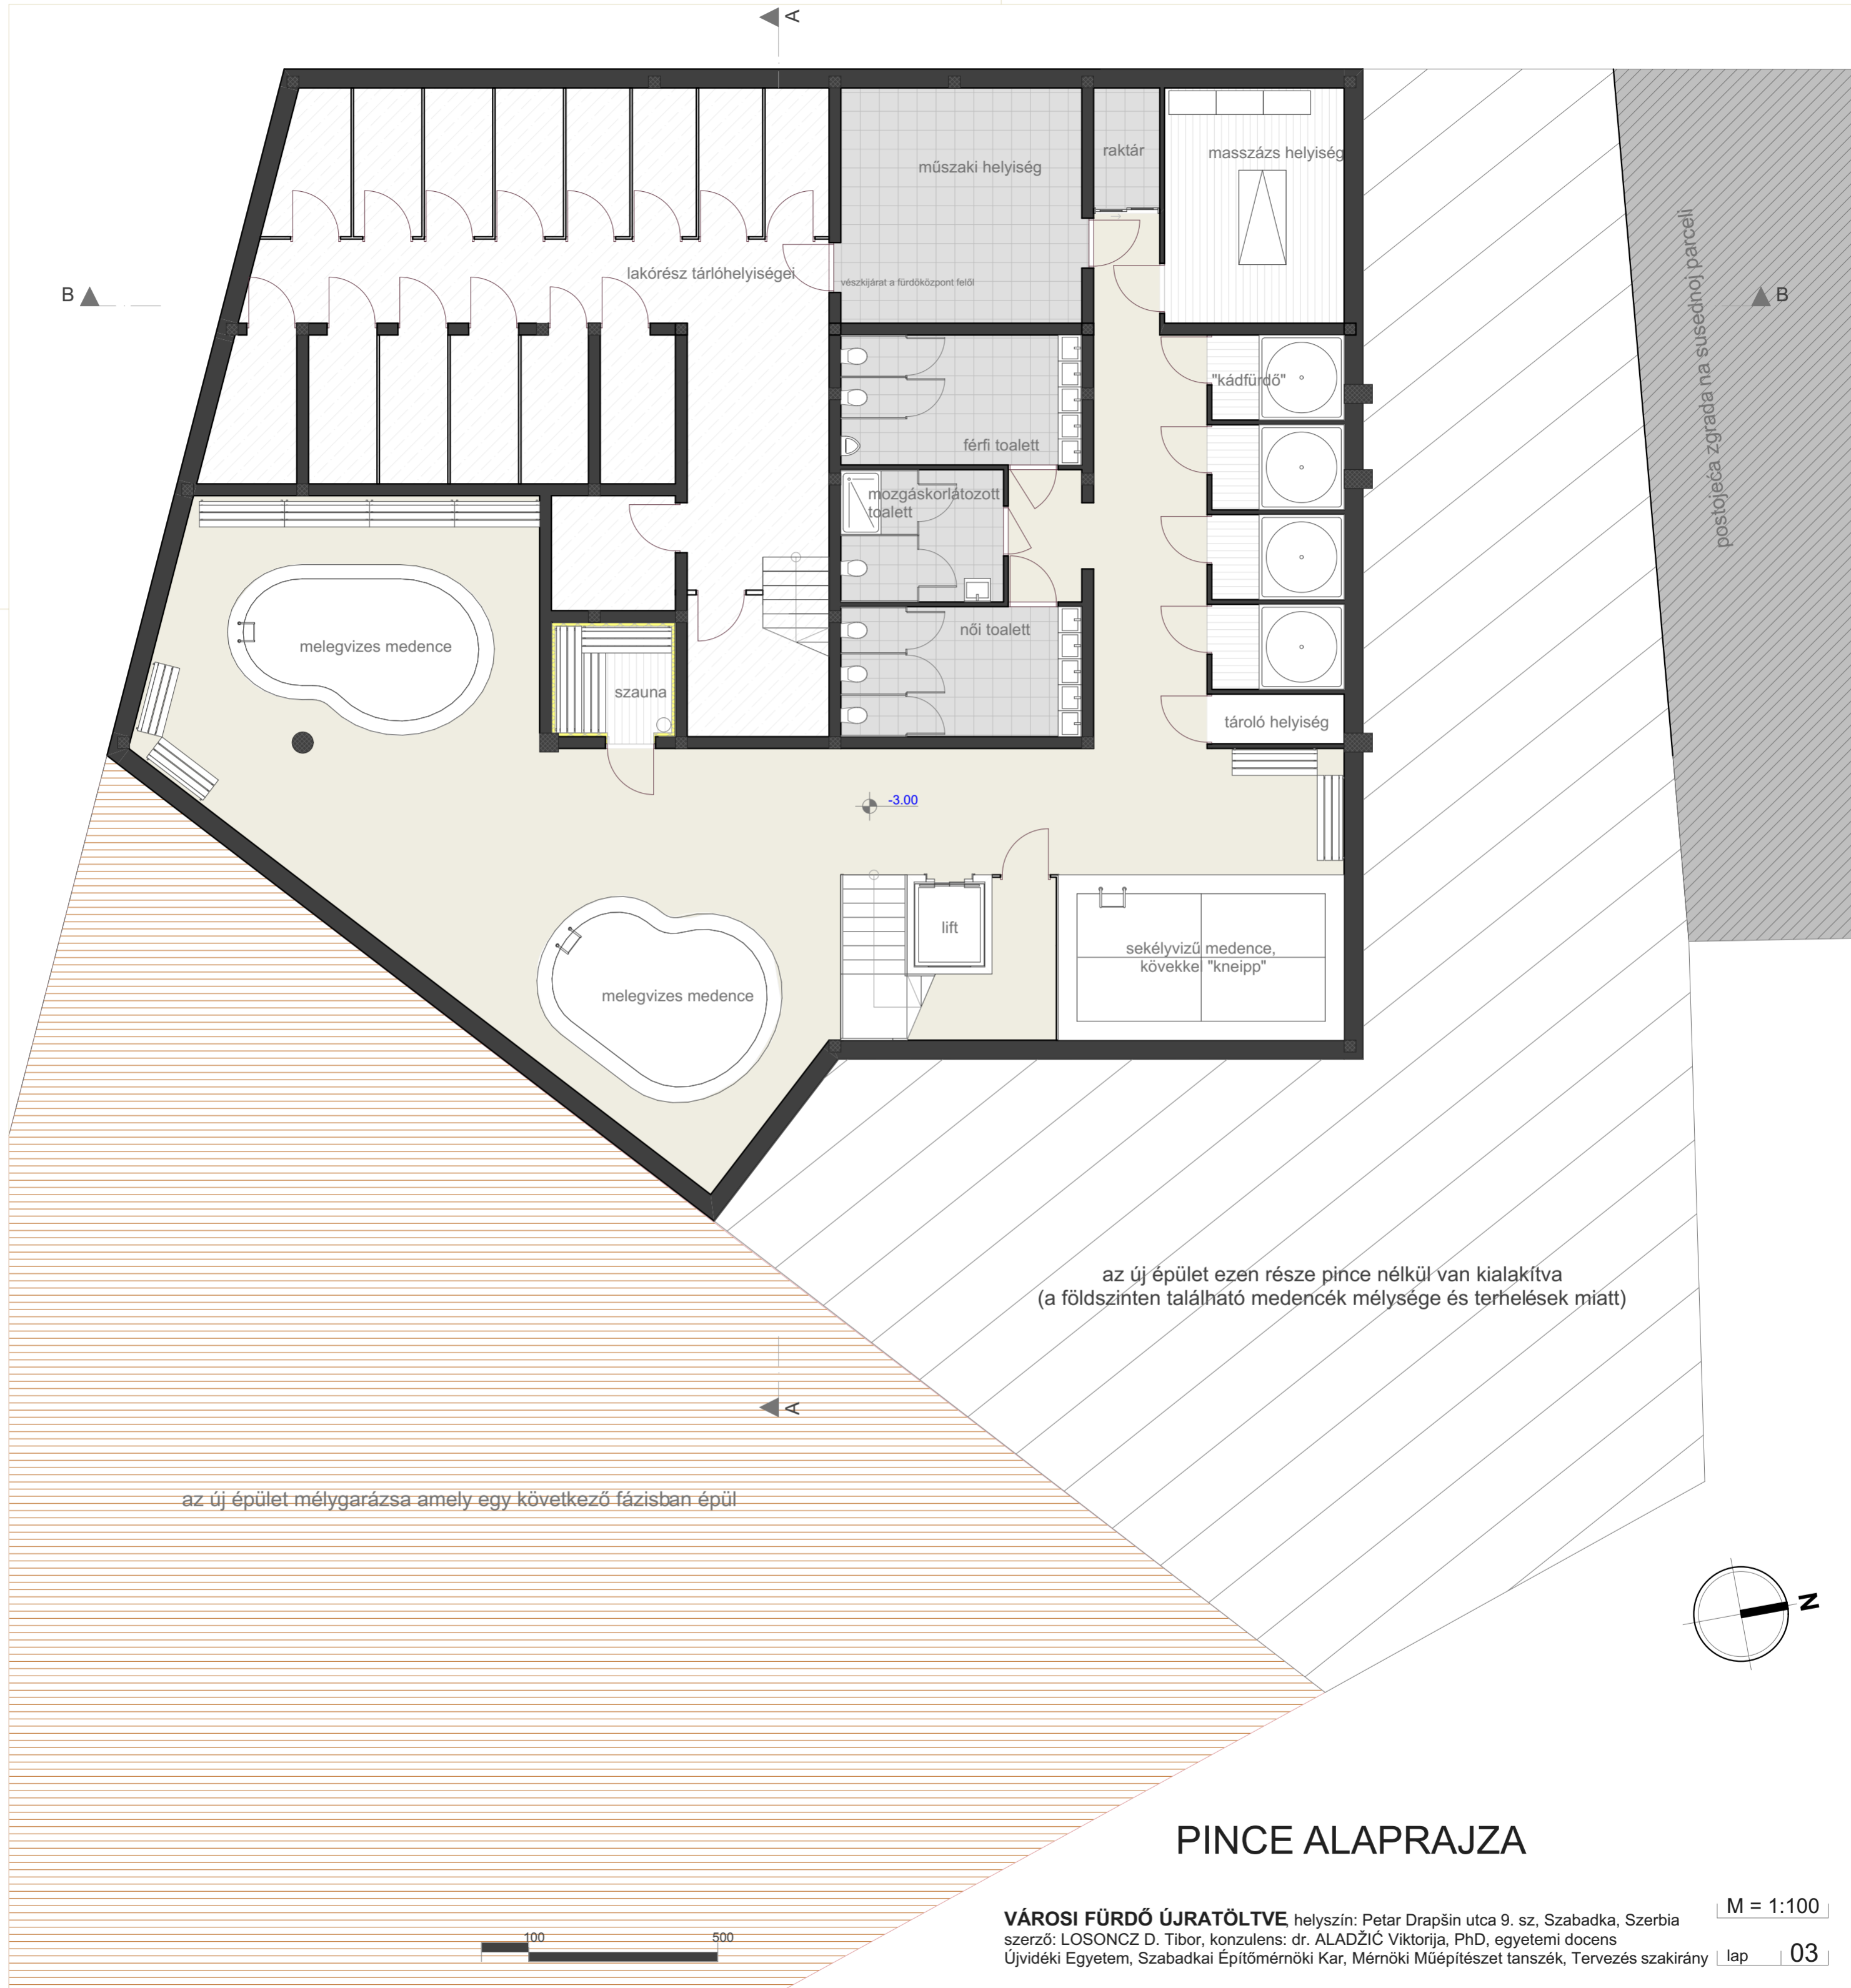 A
műszaki helyiség
raktár
masszázs helyiség
postojeća zgrada na susednoj parceli
lakórész tárlóhelyiségei
vészkijárat a fürdőközpont felől
B
B
"kádfürdő"
férfi toalett
mozgáskorlátozott
toalett
női toalett
melegvizes medence
szauna
tároló helyiség
-3.00
lift
sekélyvizű medence,
kövekkel "kneipp"
melegvizes medence
az új épület ezen része pince nélkül van kialakítva
(a földszinten található medencék mélysége és terhelések miatt)
A
az új épület mélygarázsa amely egy következő fázisban épül
N
PINCE ALAPRAJZA
M = 1:100
VÁROSI FÜRDŐ ÚJRATÖLTVE, helyszín: Petar Drapšin utca 9. sz, Szabadka, Szerbia
szerző: LOSONCZ D. Tibor, konzulens: dr. ALADŽIĆ Viktorija, PhD, egyetemi docens
Újvidéki Egyetem, Szabadkai Építőmérnöki Kar, Mérnöki Műépítészet tanszék, Tervezés szakirány
lap 03
100 500